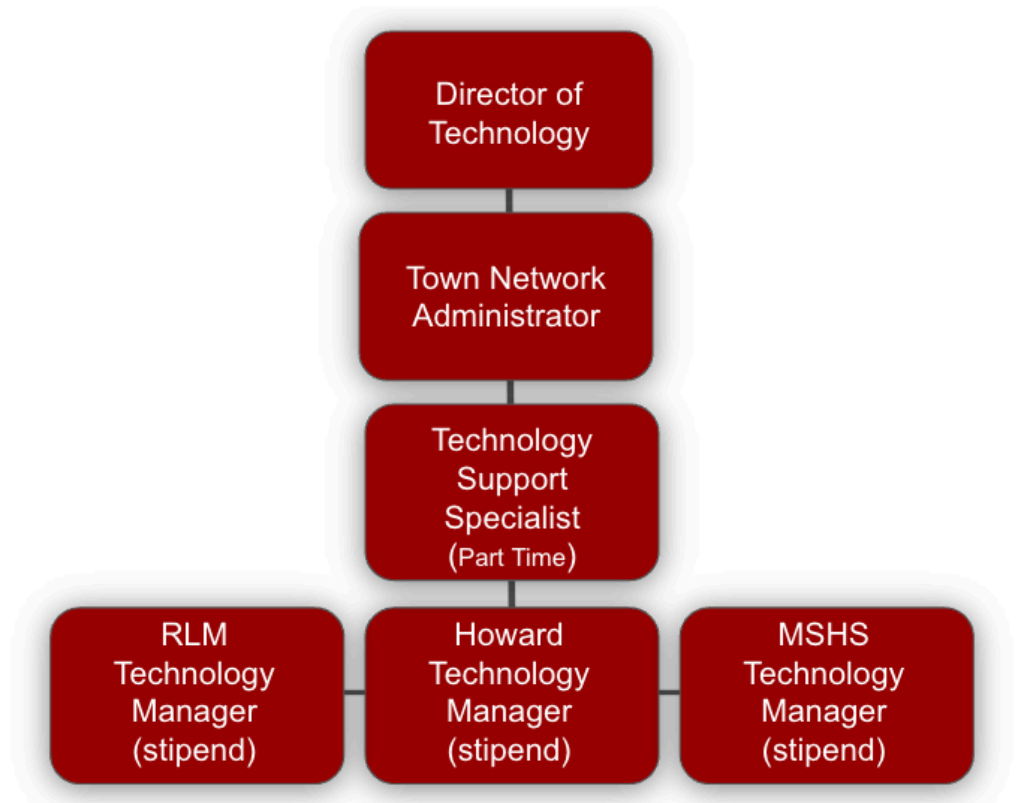 Director of
Technology
Town Network
Administrator
Technology
Support
Specialist
(Part Time)
RLM
Technology
Manager
(stipend)
Howard
Technology
Manager
(stipend)
MSHS
Technology
Manager
(stipend)